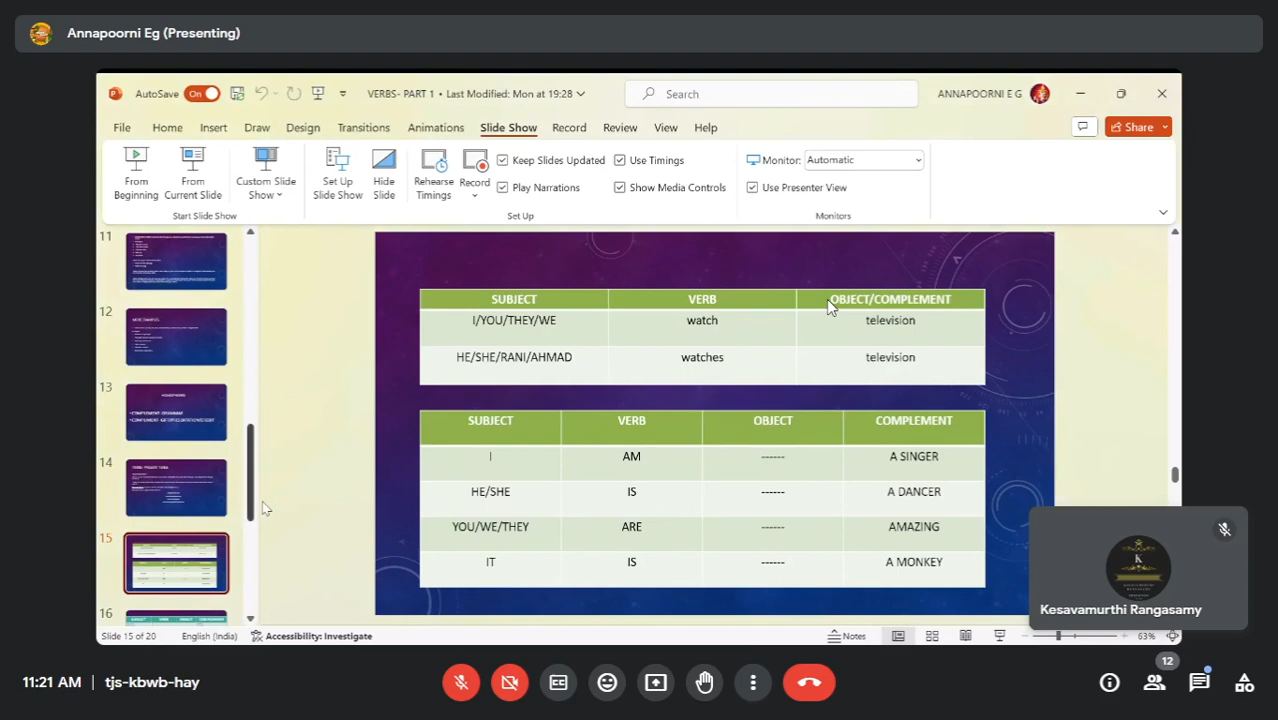 Annapoorni Eg (Presenting)
AutoSave On VERBS- PART 1 • Last Modified: Mon at 19:28 Search ANNAPOORNI E G
File Home Insert Draw Design Transitions Animations Slide Show Record Review View Help Share
From Beginning
From Current Slide
Custom Slide Show
Set Up Slide Show
Hide Slide
Rehearse Timings
Record
Keep Slides Updated
Play Narrations
Use Timings
Show Media Controls
Monitor: Automatic
Use Presenter View
Start Slide Show Set Up Monitors
11
12
13
14
15
16
SUBJECT VERB OBJECT/COMPLEMENT
I/YOU/THEY/WE watch television
HE/SHE/RANI/AHMAD watches television
SUBJECT VERB OBJECT COMPLEMENT
I AM ------ A SINGER
HE/SHE IS ------ A DANCER
YOU/WE/THEY ARE ------ AMAZING
IT IS ------ A MONKEY
K
Kesavamurthi Rangasamy
Slide 15 of 20 English (India) Accessibility: Investigate Notes 63%
11:21 AM | tjs-kbwb-hay
12